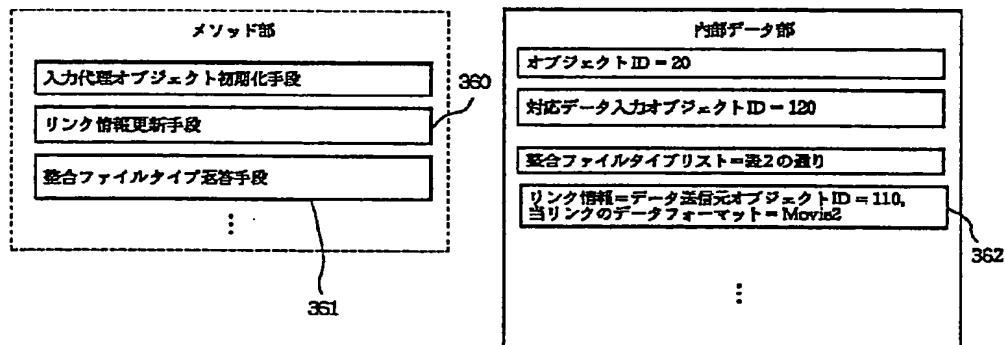 メソッド部
入力代理オブジェクト初期化手段
リンク情報更新手段
整合ファイルタイプ返答手段
360
361
内部データ部
オブジェクトID=20
対応データ入力オブジェクトID=120
整合ファイルタイプリスト=表2の通り
リンク情報=データ送信元オブジェクトID=110,
当リンクのデータフォーマット=Movie2
362